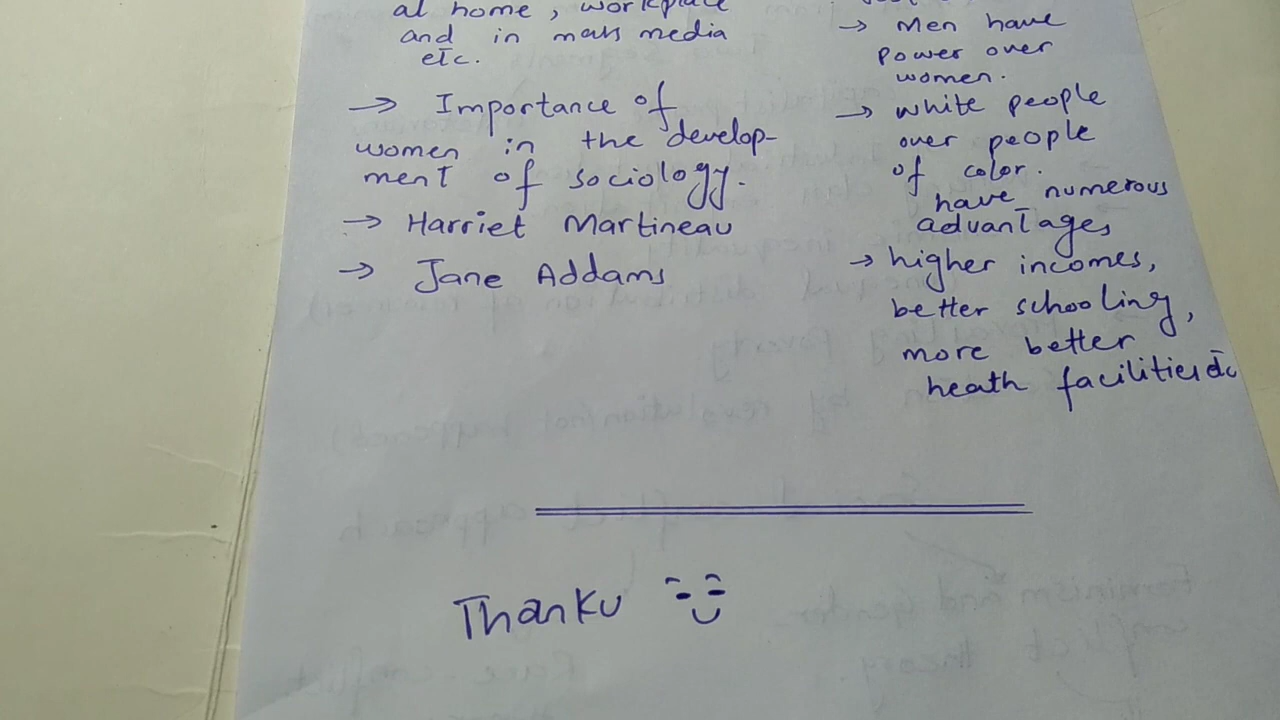 al home, workplace
and in mass media
etc.
→ Importance of
women in the develop-
ment of sociology.
→ Harriet Martineau
→ Jane Addams
→ Men have
power over
women.
→ white people
over people
of color.
have numerous
advantages
→ higher incomes,
better schooling,
more better
heath facilities etc
Thanku